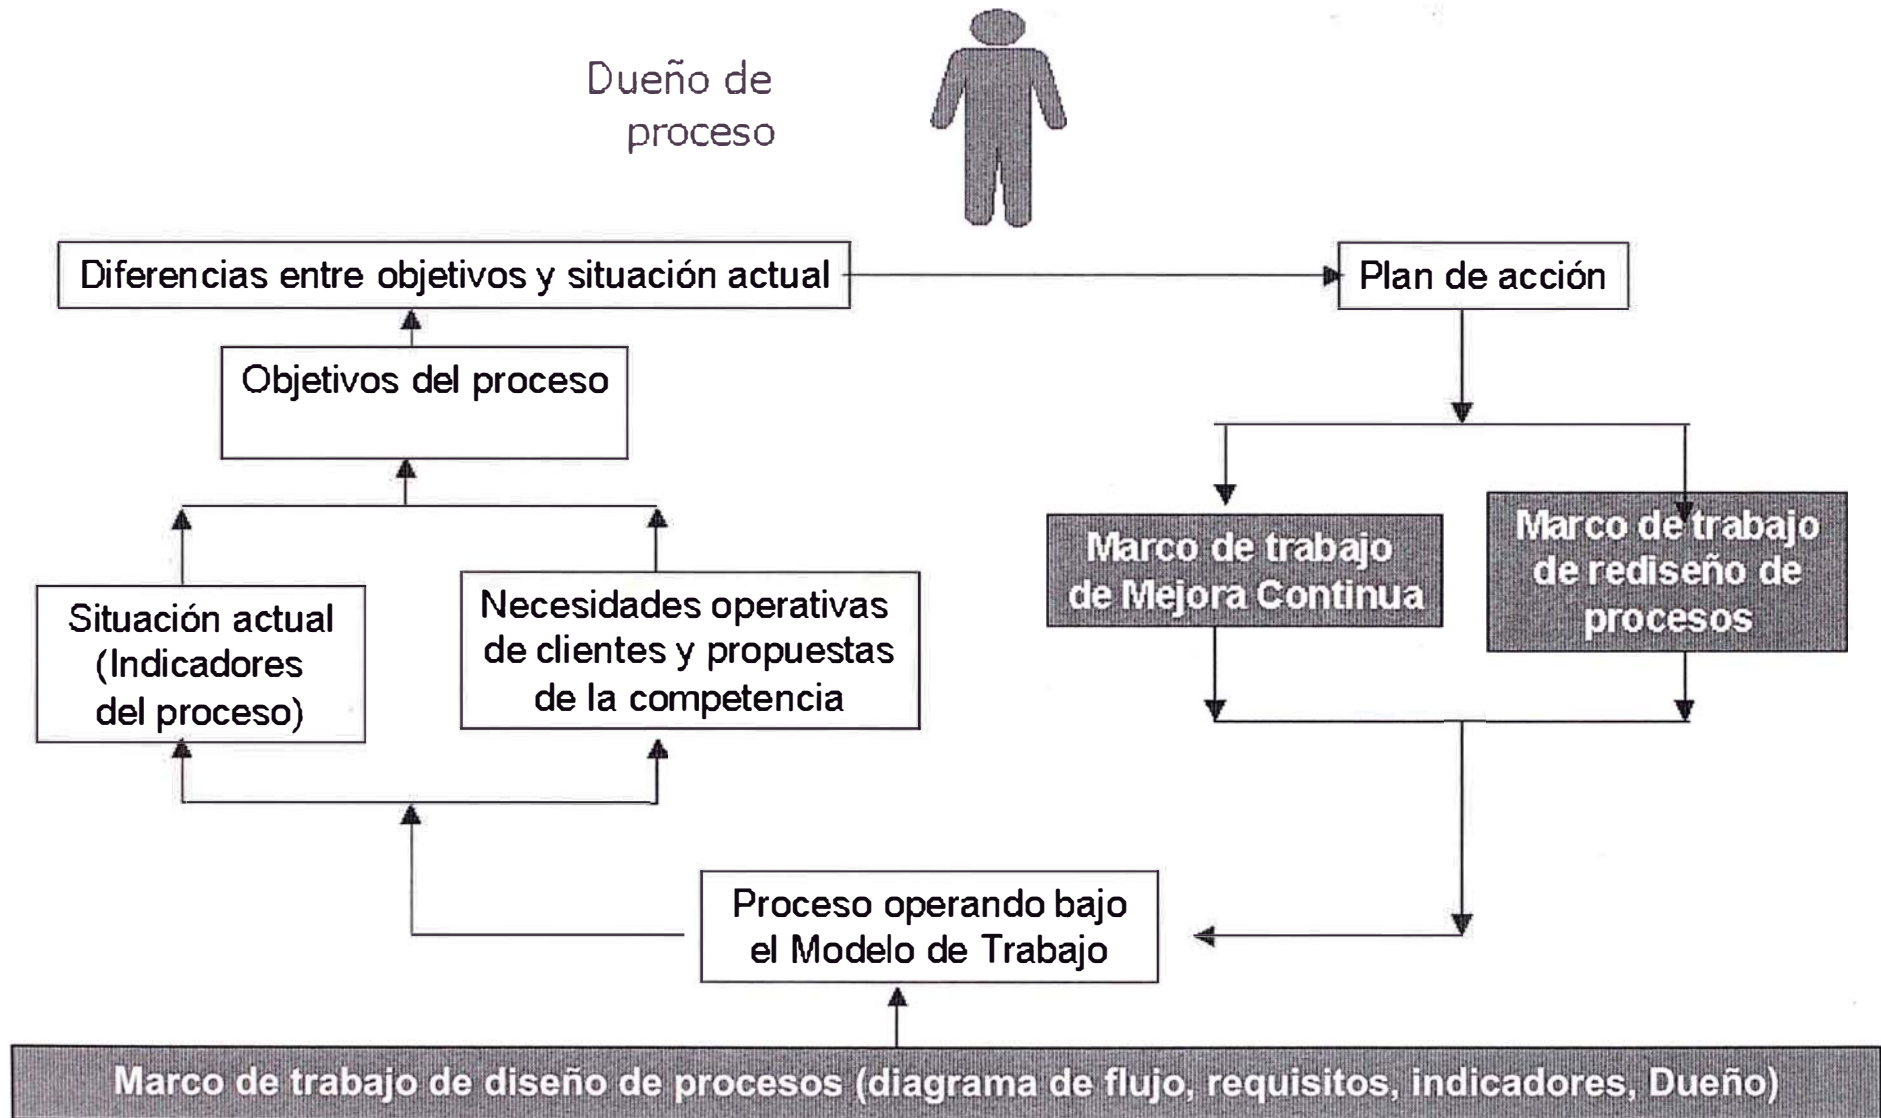 Dueño de
proceso
Diferencias entre objetivos y situación actual
Plan de acción
Objetivos del proceso
Situación actual
(Indicadores
del proceso)
Necesidades operativas
de clientes y propuestas
de la competencia
Marco de trabajo
de Mejora Continua
Marco de trabajo
de rediseño de
procesos
Proceso operando bajo
el Modelo de Trabajo
Marco de trabajo de diseño de procesos (diagrama de flujo, requisitos, indicadores, Dueño)